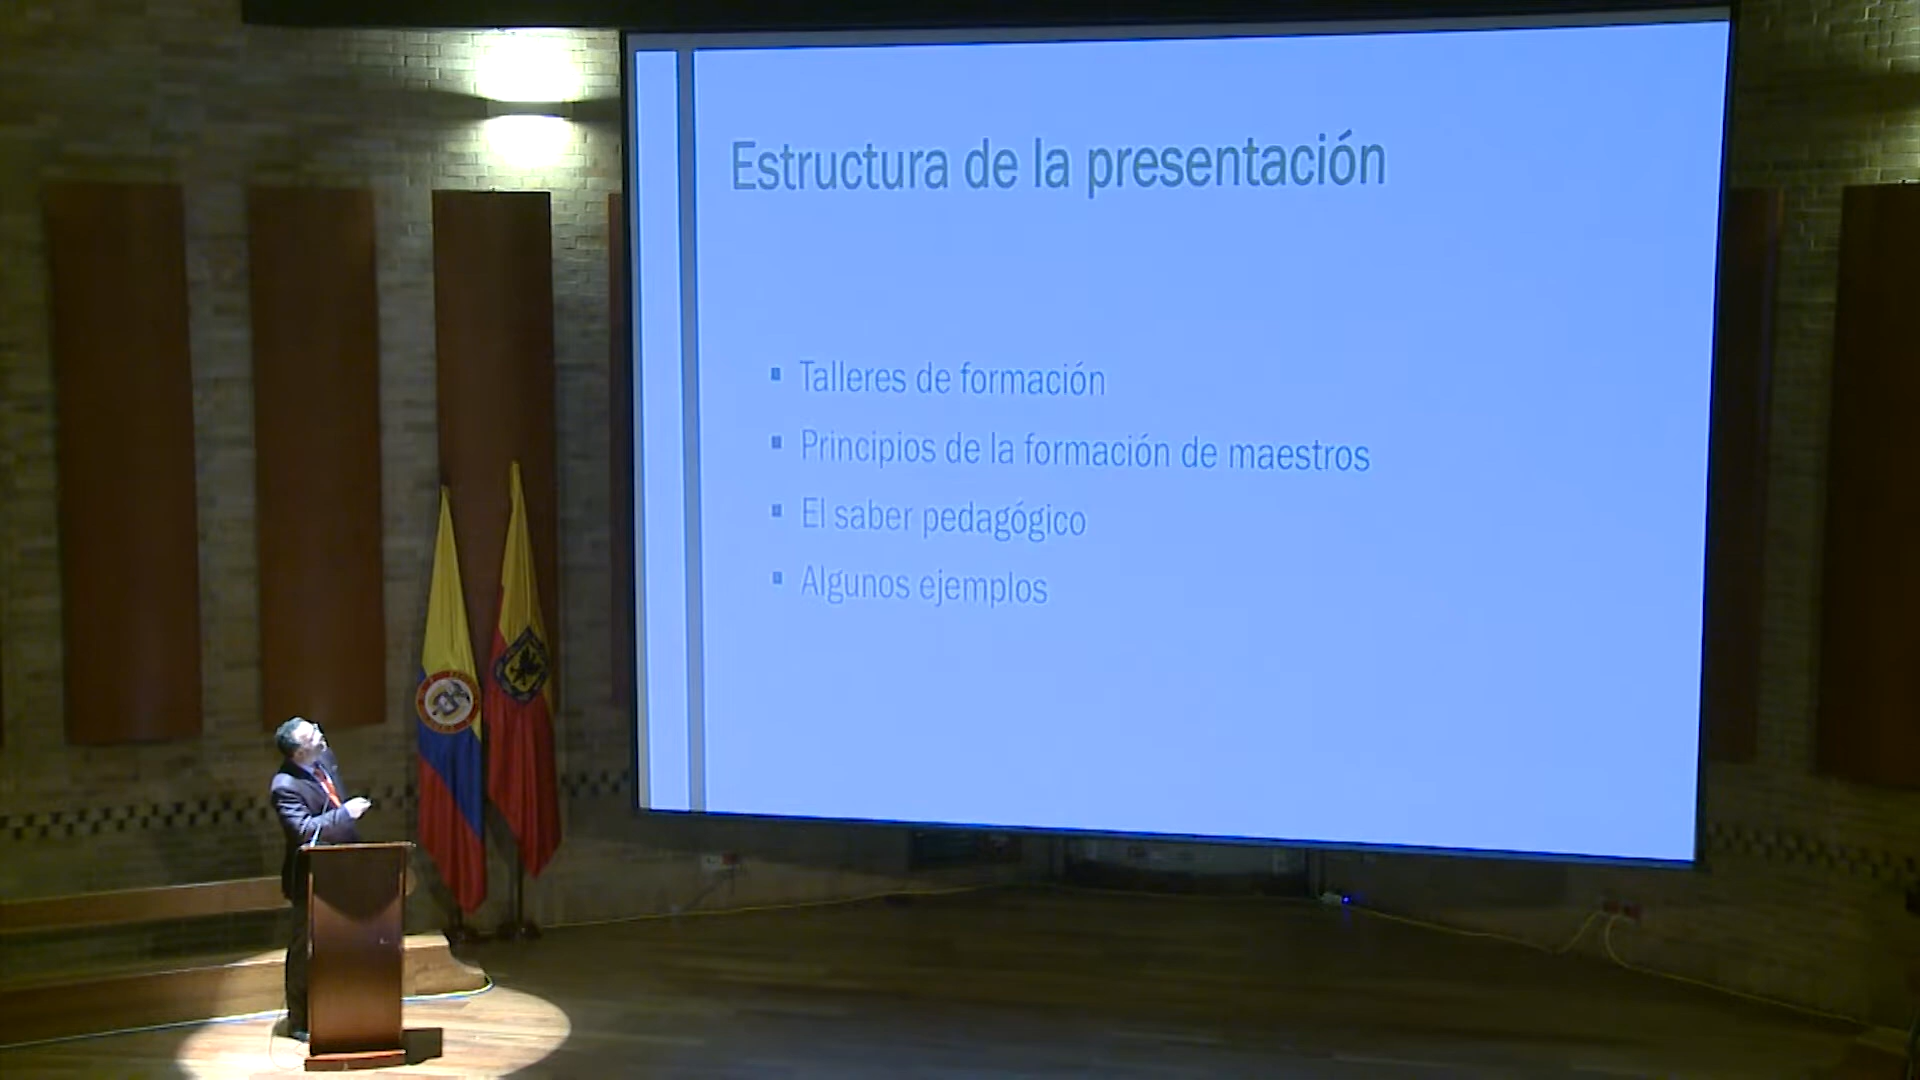 Estructura de la presentación
Talleres de formación
Principios de la formación de maestros
El saber pedagógico
Algunos ejemplos